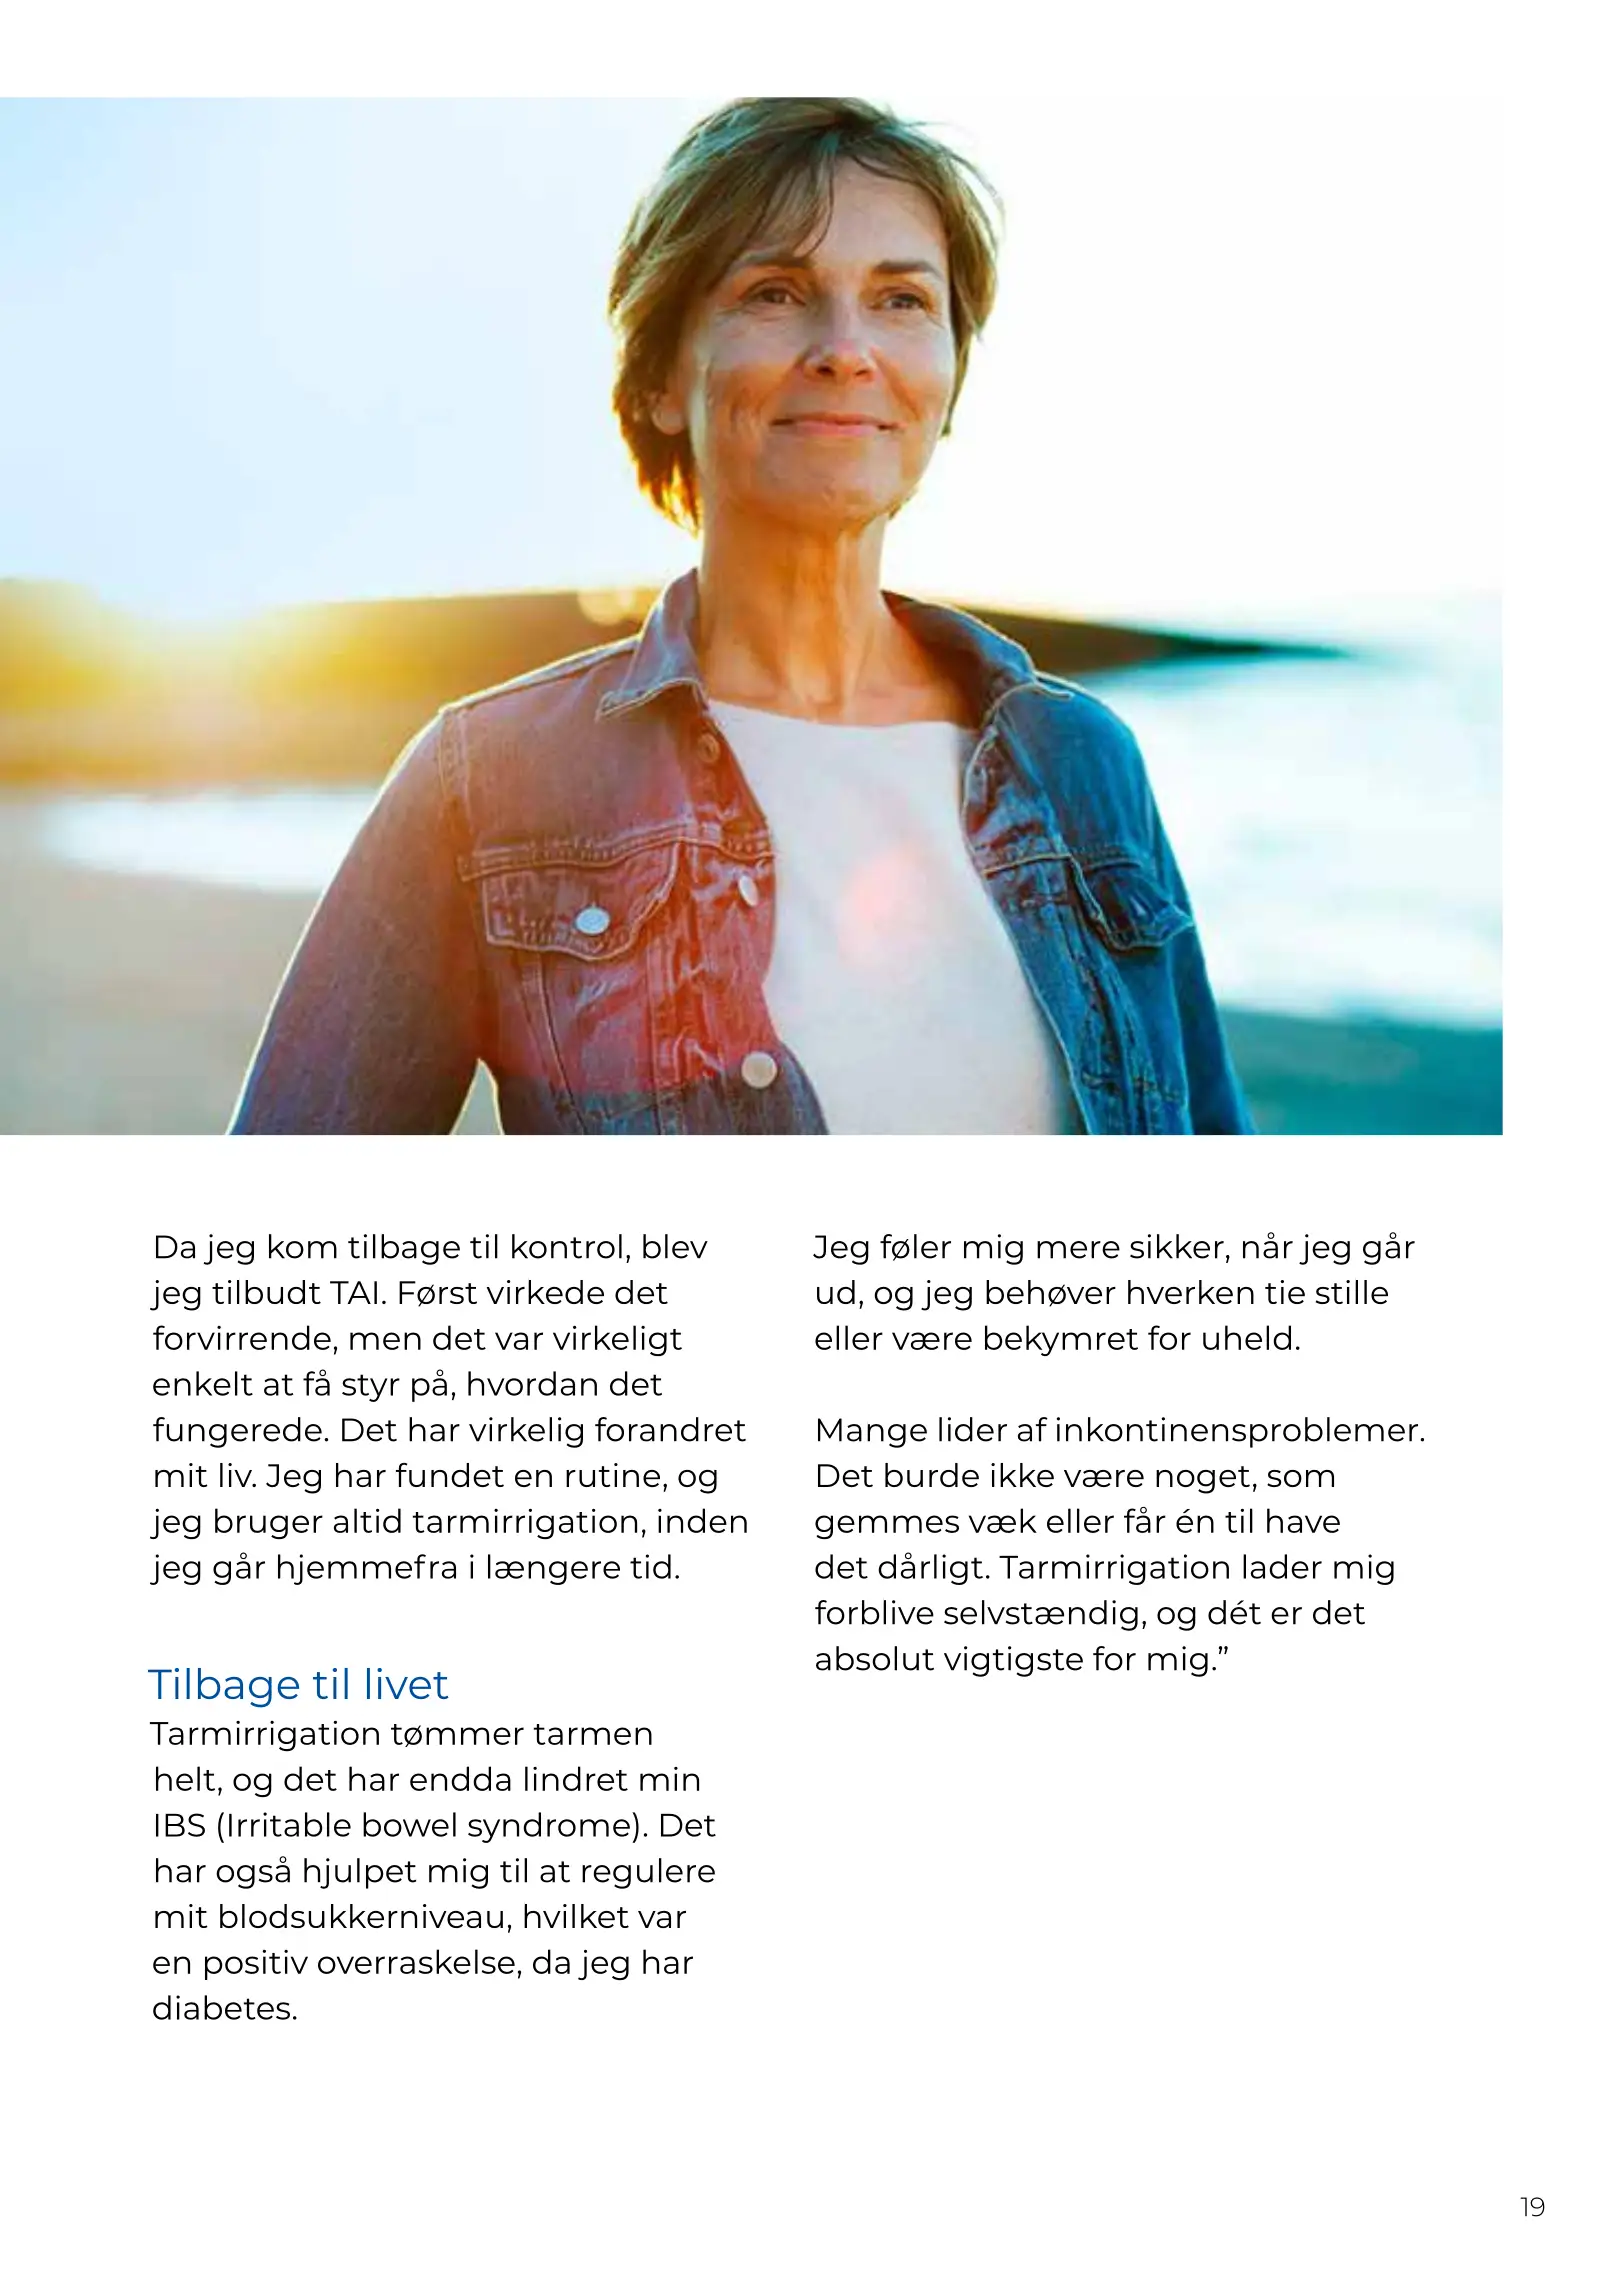 Da jeg kom tilbage til kontrol, blev
jeg tilbudt TAI. Først virkede det
forvirrende, men det var virkeligt
enkelt at få styr på, hvordan det
fungerede. Det har virkelig forandret
mit liv. Jeg har fundet en rutine, og
jeg bruger altid tarmirrigation, inden
jeg går hjemmefra i længere tid.
Tilbage til livet
Tarmirrigation tømmer tarmen
helt, og det har endda lindret min
IBS (Irritable bowel syndrome). Det
har også hjulpet mig til at regulere
mit blodsukkerniveau, hvilket var
en positiv overraskelse, da jeg har
diabetes.
Jeg føler mig mere sikker, når jeg går
ud, og jeg behøver hverken tie stille
eller være bekymret for uheld.
Mange lider af inkontinensproblemer.
Det burde ikke være noget, som
gemmes væk eller får én til have
det dårligt. Tarmirrigation lader mig
forblive selvstændig, og dét er det
absolut vigtigste for mig.”
19